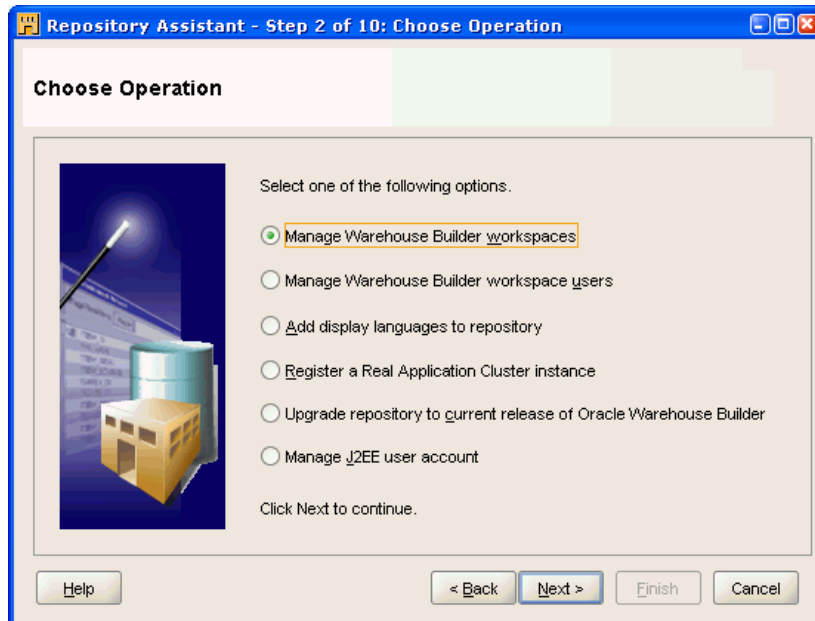 Repository Assistant - Step 2 of 10: Choose Operation
Choose Operation
Select one of the following options.
Manage Warehouse Builder workspaces
Manage Warehouse Builder workspace users
Add display languages to repository
Register a Real Application Cluster instance
Upgrade repository to current release of Oracle Warehouse Builder
Manage J2EE user account
Click Next to continue.
Help
< Back
Next >
Finish
Cancel